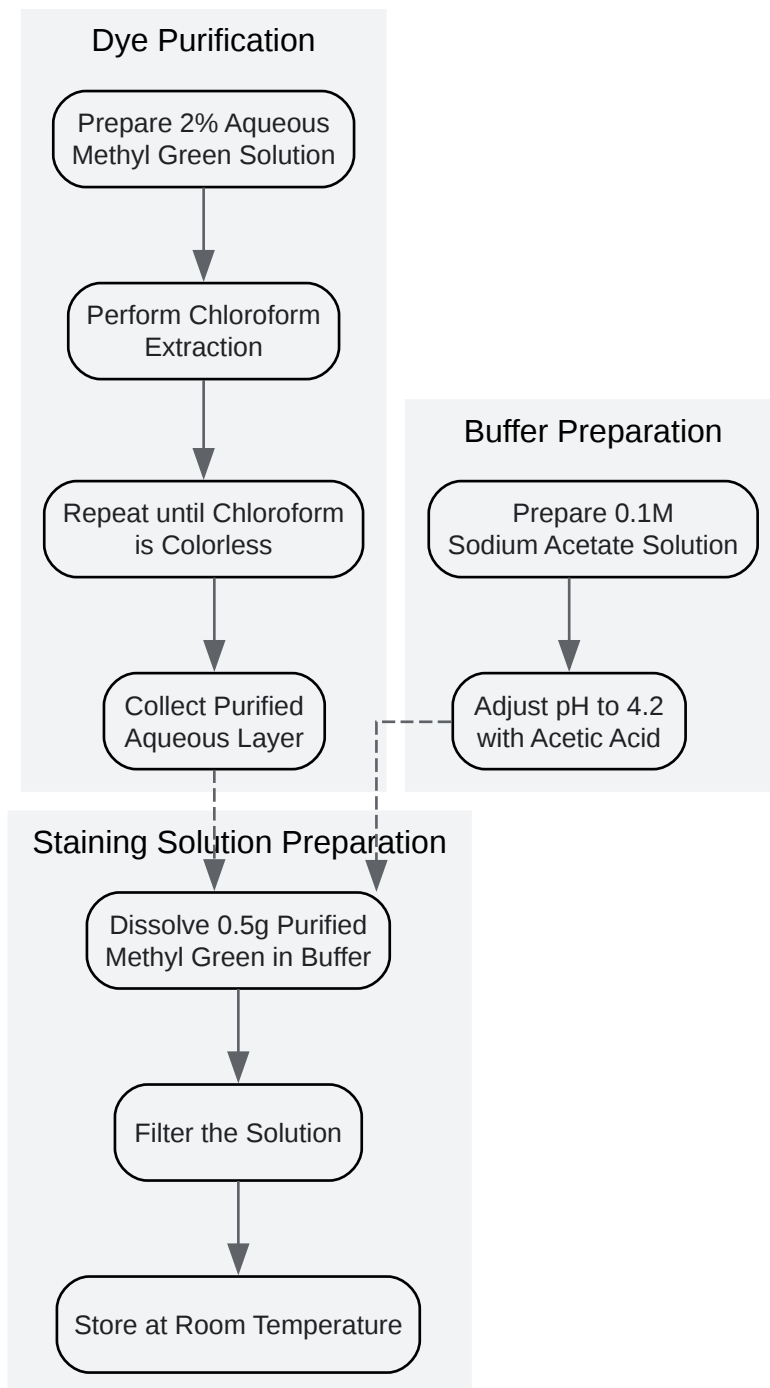 Dye Purification
Prepare 2% Aqueous
Methyl Green Solution
Perform Chloroform
Extraction
Repeat until Chloroform
is Colorless
Collect Purified
Aqueous Layer
Buffer Preparation
Prepare 0.1M
Sodium Acetate Solution
Adjust pH to 4.2
with Acetic Acid
Staining Solution Preparation
Dissolve 0.5g Purified
Methyl Green in Buffer
Filter the Solution
Store at Room Temperature